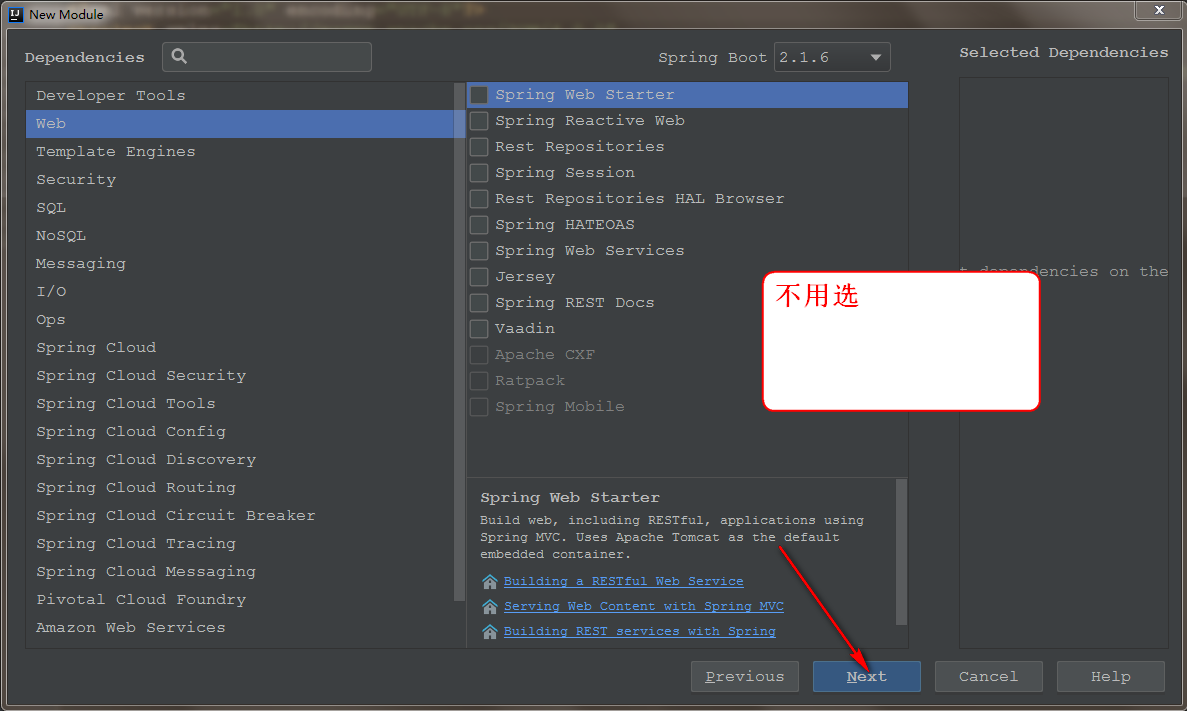 New Module
Dependencies
Spring Boot 2.1.6
Selected Dependencies
Developer Tools
Web
Template Engines
Security
SQL
NoSQL
Messaging
I/O
Ops
Spring Cloud
Spring Cloud Security
Spring Cloud Tools
Spring Cloud Config
Spring Cloud Discovery
Spring Cloud Routing
Spring Cloud Circuit Breaker
Spring Cloud Tracing
Spring Cloud Messaging
Pivotal Cloud Foundry
Amazon Web Services
Spring Web Starter
Spring Reactive Web
Rest Repositories
Spring Session
Rest Repositories HAL Browser
Spring HATEOAS
Spring Web Services
Jersey
Spring REST Docs
Vaadin
Apache CXF
Ratpack
Spring Mobile
不用选
dependencies on the
Spring Web Starter
Build web, including RESTful, applications using
Spring MVC. Uses Apache Tomcat as the default
embedded container.
Building a RESTful Web Service
Serving Web Content with Spring MVC
Building REST services with Spring
Previous
Next
Cancel
Help